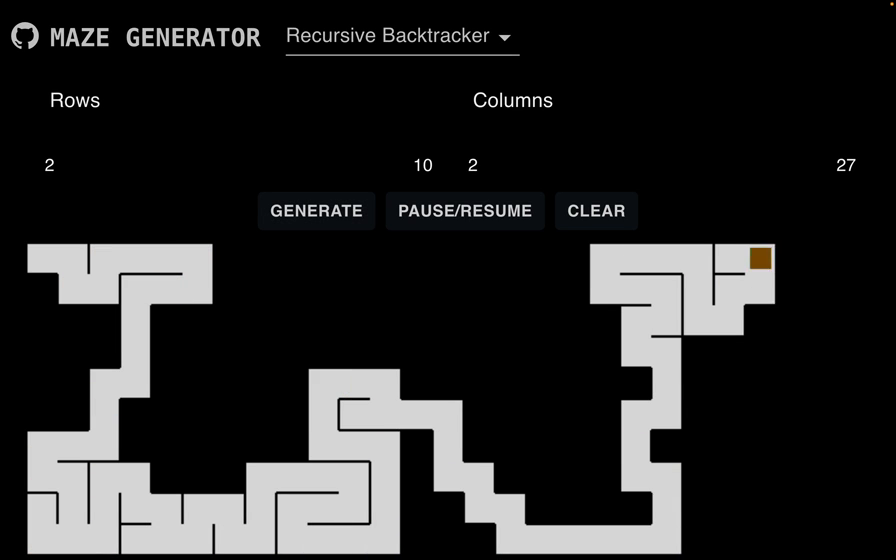 MAZE GENERATOR Recursive Backtracker
Rows Columns
2 10 2 27
GENERATE PAUSE/RESUME CLEAR